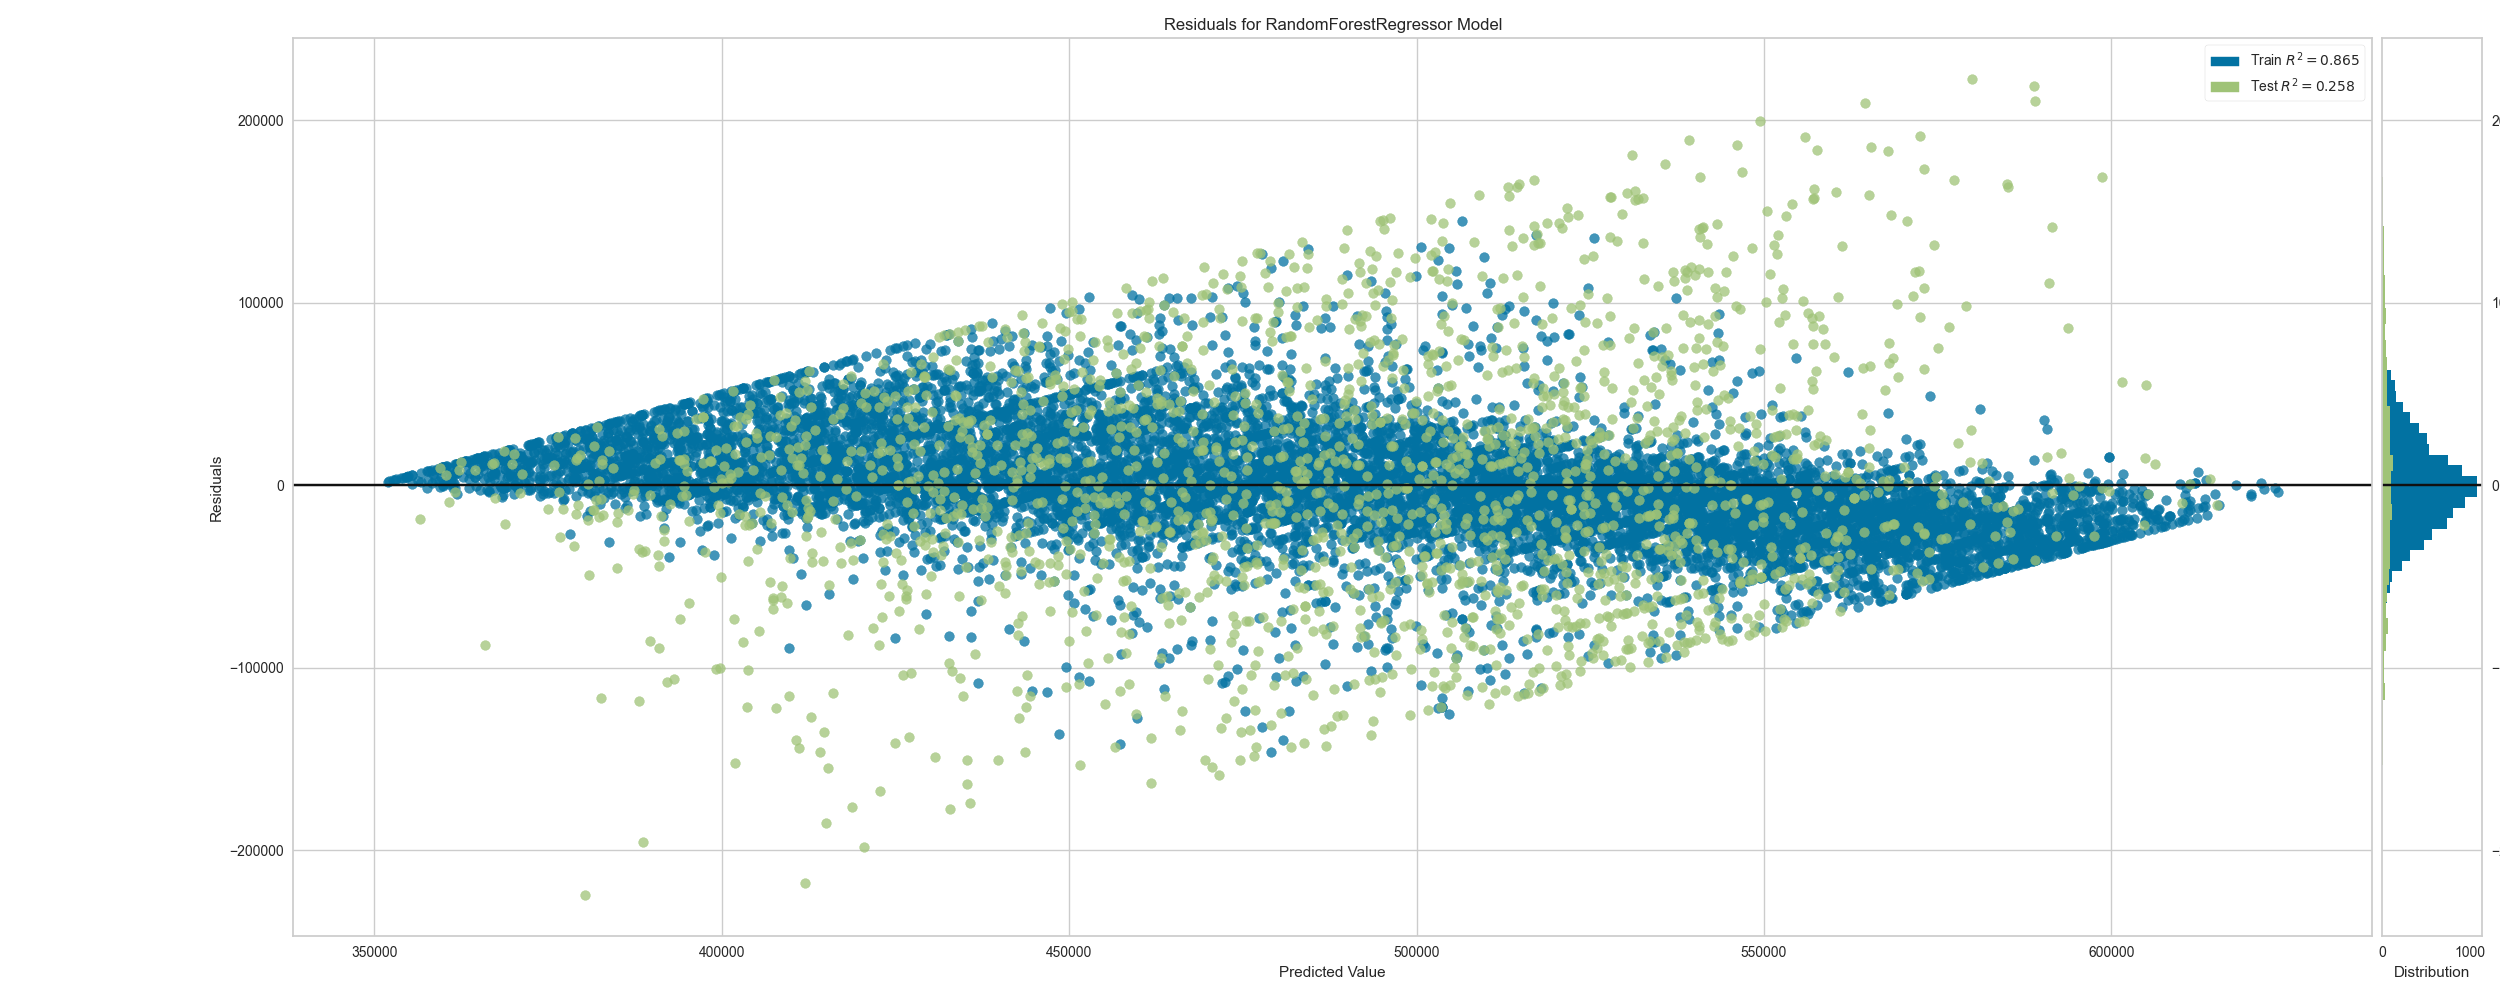 Residuals for RandomForestRegressor Model
Train R² = 0.865
Test R² = 0.258
Residuals
200000
100000
0
−100000
−200000
350000
400000
450000
500000
550000
600000
Predicted Value
0
1000
Distribution
0